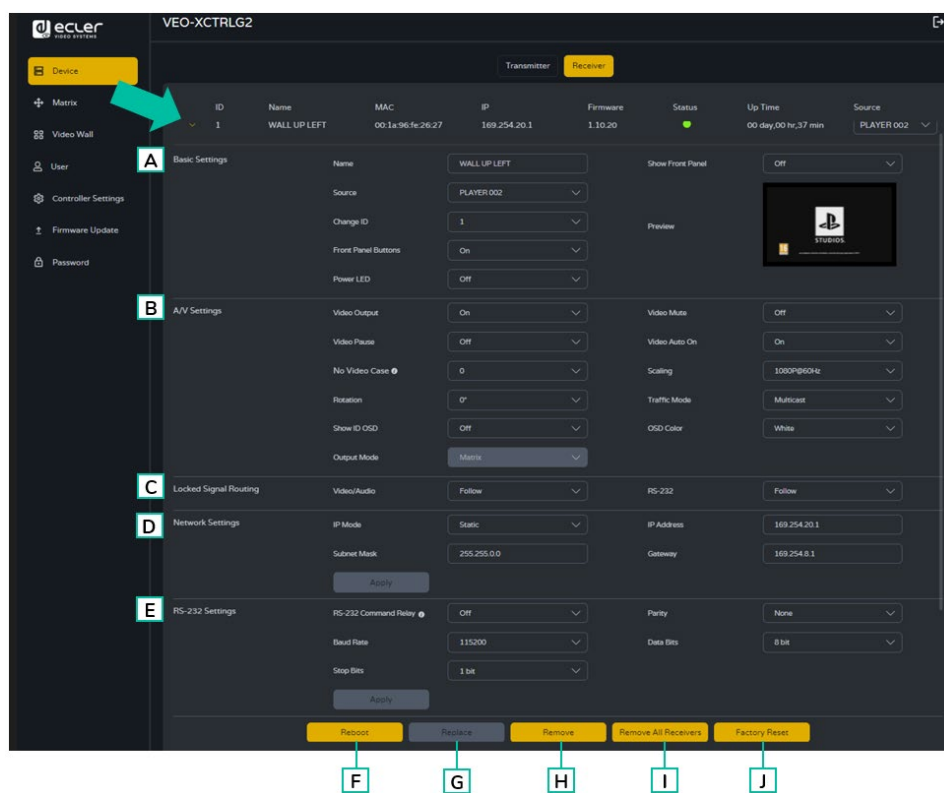 ecler
VIDEO SYSTEMS
VEO-XCTRLG2
Device
Matrix
Video Wall
User
Controller Settings
Firmware Update
Password
Transmitter Receiver
ID Name MAC IP Firmware Status Up Time Source
1 WALL UP LEFT 00:1a:96:fe:26:27 169.254.20.1 1.10.20 00 day,00 hr,37 min PLAYER 002
A Basic Settings Name WALL UP LEFT Show Front Panel Off
Source PLAYER 002
Change ID 1 Preview
STUDIOS
Front Panel Buttons On
Power LED Off
B A/V Settings Video Output On Video Mute Off
Video Pause Off Video Auto On On
No Video Case 0 Scaling 1080P@60Hz
Rotation 0° Traffic Mode Multicast
Show ID OSD Off OSD Color White
Output Mode Matrix
C Locked Signal Routing Video/Audio Follow RS-232 Follow
D Network Settings IP Mode Static IP Address 169.254.20.1
Subnet Mask 255.255.0.0 Gateway 169.254.8.1
Apply
E RS-232 Settings RS-232 Command Relay Off Parity None
Baud Rate 115200 Data Bits 8 bit
Stop Bits 1 bit
Apply
Reboot Replace Remove Remove All Receivers Factory Reset
F G H I J